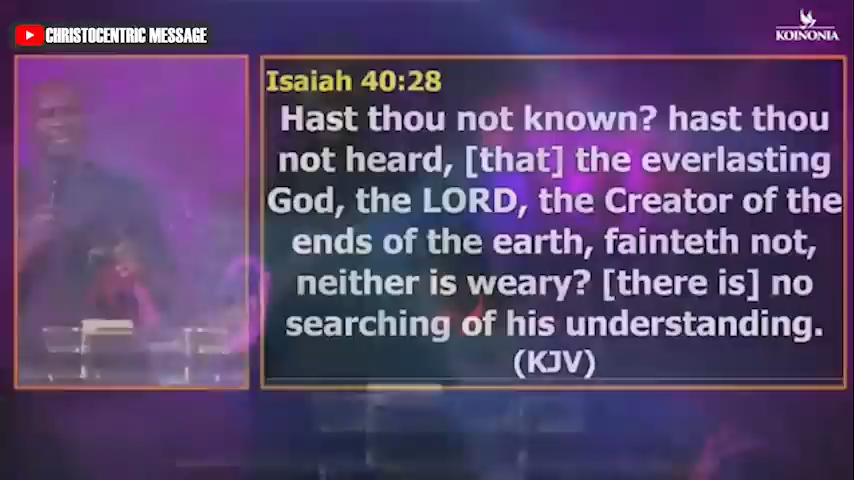 CHRISTOCENTRIC MESSAGE
KOINONIA
Isaiah 40:28
Hast thou not known? hast thou
not heard, [that] the everlasting
God, the LORD, the Creator of the
ends of the earth, fainteth not,
neither is weary? [there is] no
searching of his understanding.
(KJV)